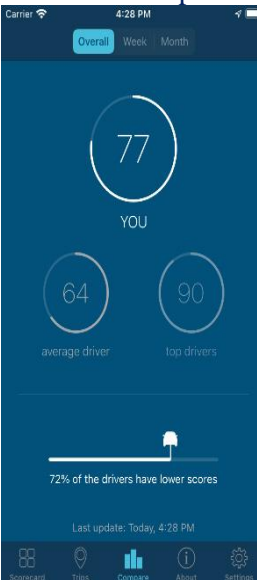 Carrier 4:28 PM
Overall Week Month
77
YOU
64 90
average driver top drivers
72% of the drivers have lower scores
Last update: Today, 4:28 PM
Scorecard Trips Compare About Settings